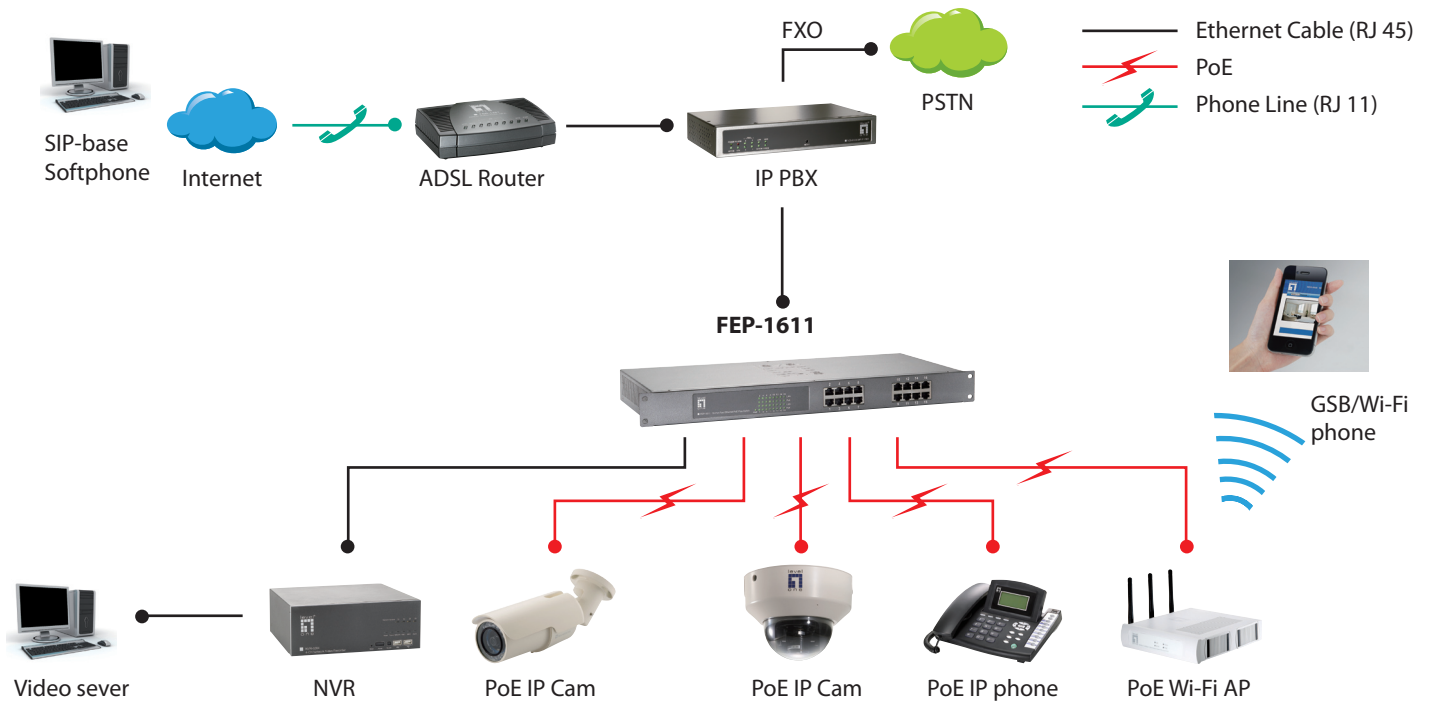 FXO
Ethernet Cable (RJ 45)
PoE
PSTN
Phone Line (RJ 11)
SIP-base
Softphone
Internet
ADSL Router
IP PBX
FEP-1611
GSB/Wi-Fi
phone
level
one
Video sever
NVR
PoE IP Cam
PoE IP Cam
PoE IP phone
PoE Wi-Fi AP